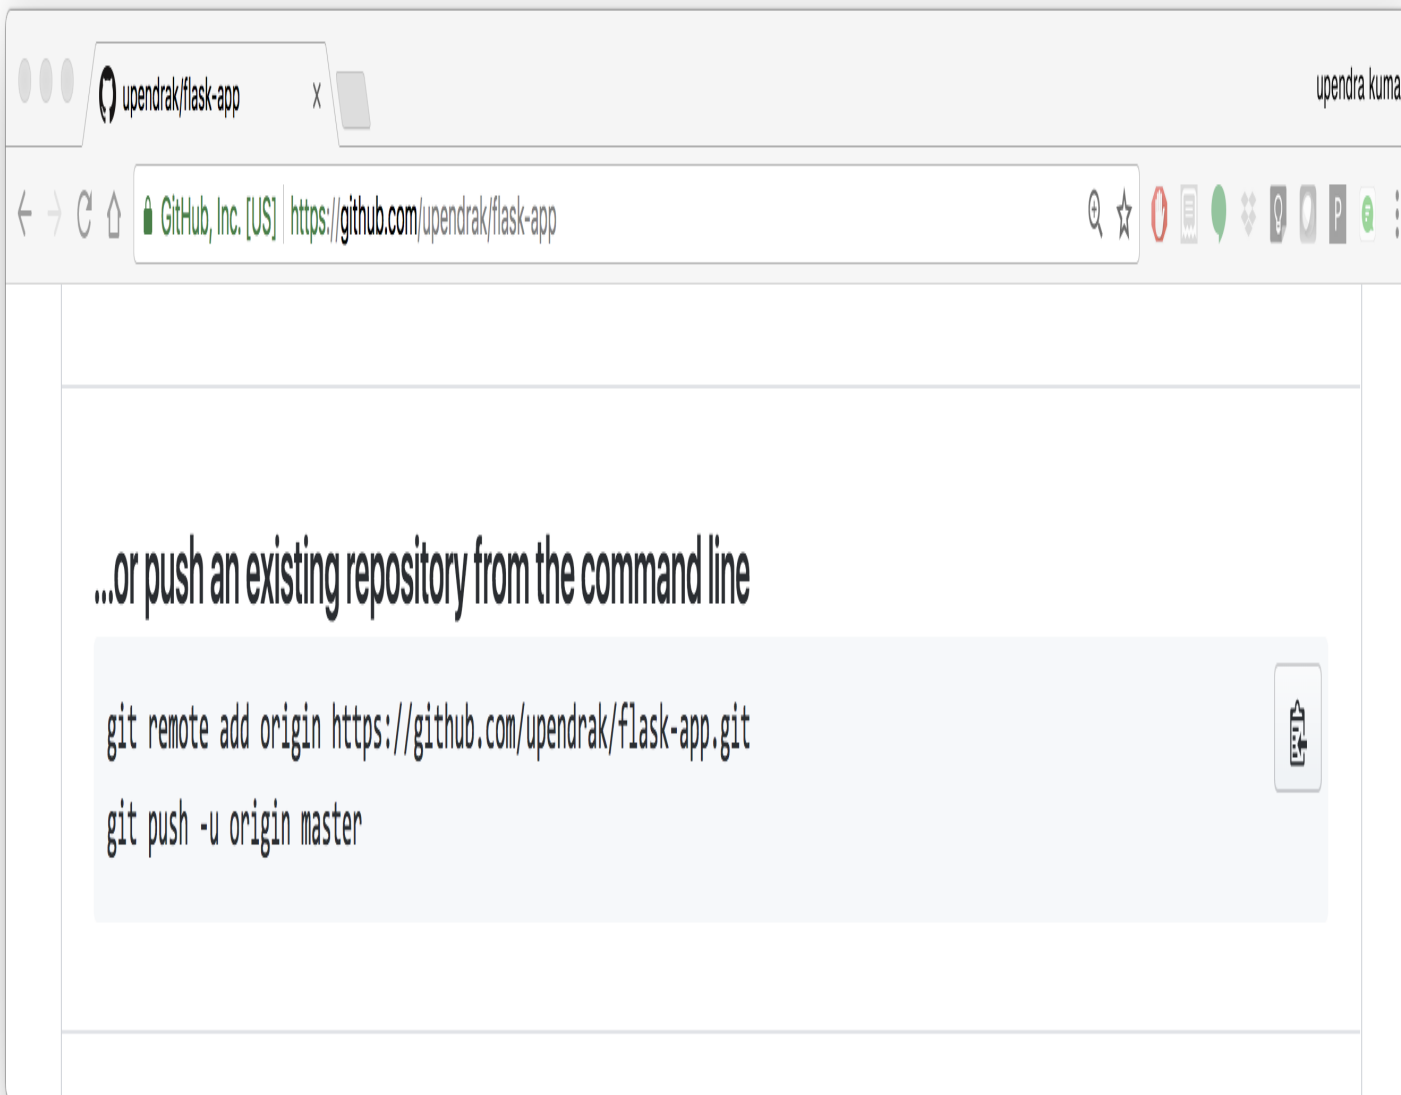 upendrak/flask-app
upendra kuma
GitHub, Inc. [US] https://github.com/upendrak/flask-app
P
...or push an existing repository from the command line
git remote add origin https://github.com/upendrak/flask-app.git
git push -u origin master